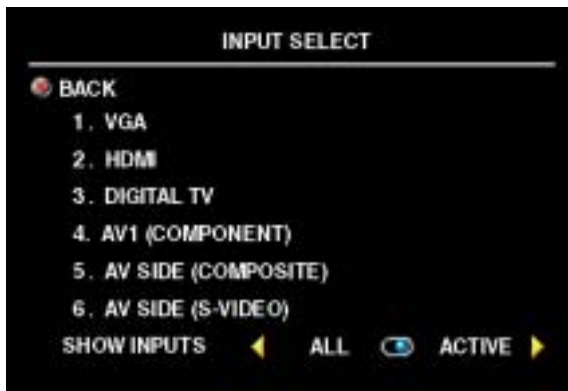 INPUT SELECT
BACK
1. VGA
2. HDMI
3. DIGITAL TV
4. AV1 (COMPONENT)
5. AV SIDE (COMPOSITE)
6. AV SIDE (S-VIDEO)
SHOW INPUTS ALL ACTIVE